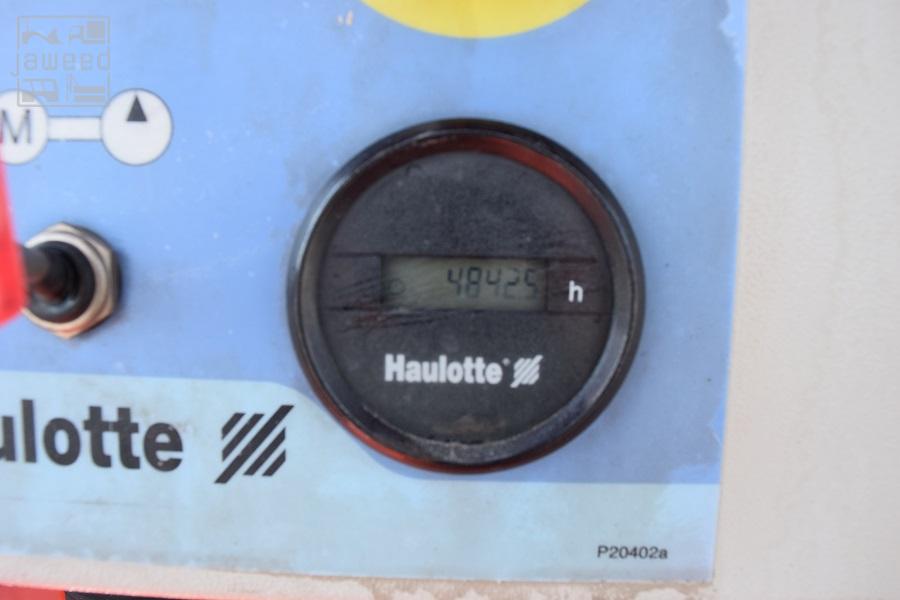 jaweed
M
48425 h
Haulotte
ulotte
P20402a